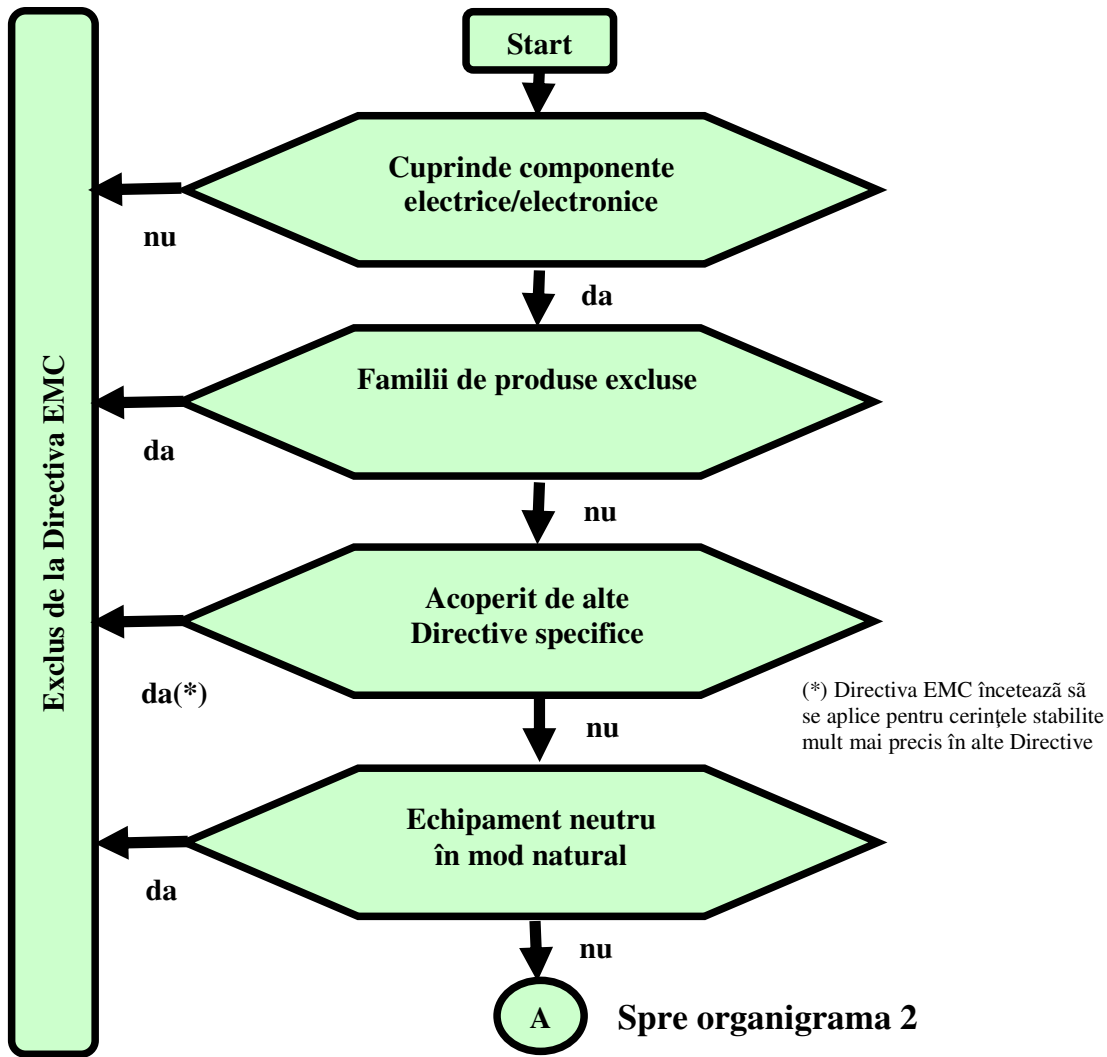 Start
Cuprinde componente
electrice/electronice
nu
da
Familii de produse excluse
da
nu
Acoperit de alte
Directive specifice
da(*)
nu
(*) Directiva EMC înceteazã sã
se aplice pentru cerinţele stabilite
mult mai precis în alte Directive
Echipament neutru
în mod natural
da
nu
A
Spre organigrama 2
Exclus de la Directiva EMC